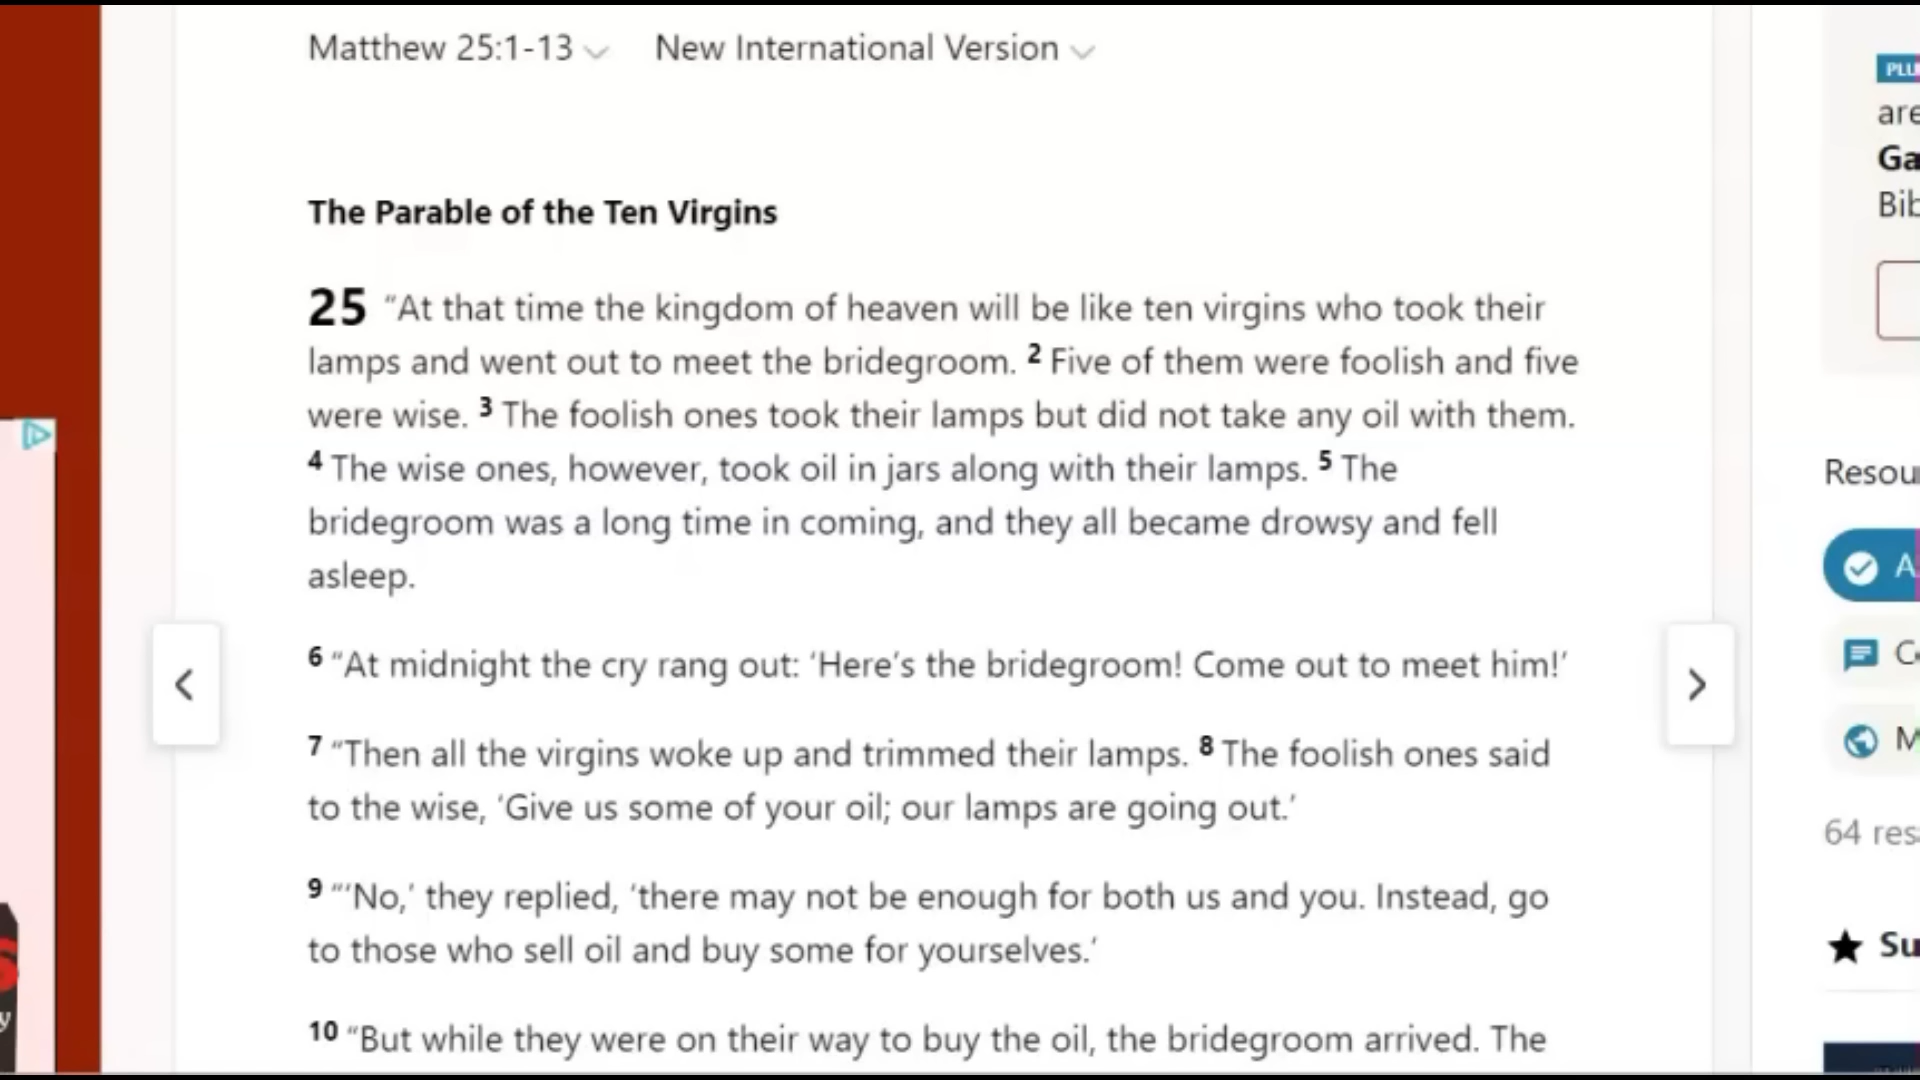 Matthew 25:1-13 New International Version
The Parable of the Ten Virgins
25 “At that time the kingdom of heaven will be like ten virgins who took their
lamps and went out to meet the bridegroom. 2 Five of them were foolish and five
were wise. 3 The foolish ones took their lamps but did not take any oil with them.
4 The wise ones, however, took oil in jars along with their lamps. 5 The
bridegroom was a long time in coming, and they all became drowsy and fell
asleep.
6 “At midnight the cry rang out: ‘Here’s the bridegroom! Come out to meet him!’
7 “Then all the virgins woke up and trimmed their lamps. 8 The foolish ones said
to the wise, ‘Give us some of your oil; our lamps are going out.’
9 “‘No,’ they replied, ‘there may not be enough for both us and you. Instead, go
to those who sell oil and buy some for yourselves.’
10 “But while they were on their way to buy the oil, the bridegroom arrived. The
PLU
are
Ga
Bib
Resou
A
C
M
64 res
Su